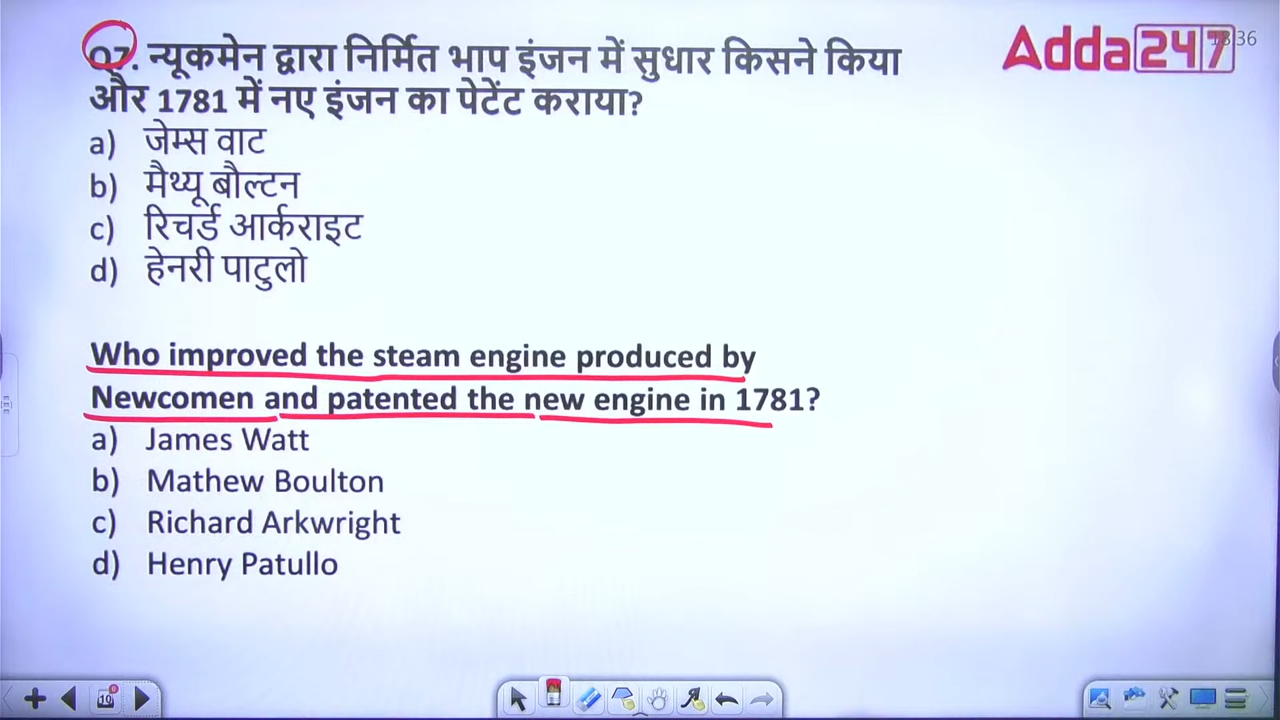 Q7. न्यूकमेन द्वारा निर्मित भाप इंजन में सुधार किसने किया
और 1781 में नए इंजन का पेटेंट कराया?
a) जेम्स वाट
b) मैथ्यू बौल्टन
c) रिचर्ड आर्कराइट
d) हेनरी पाटुलो
Who improved the steam engine produced by
Newcomen and patented the new engine in 1781?
a) James Watt
b) Mathew Boulton
c) Richard Arkwright
d) Henry Patullo
Adda247
10